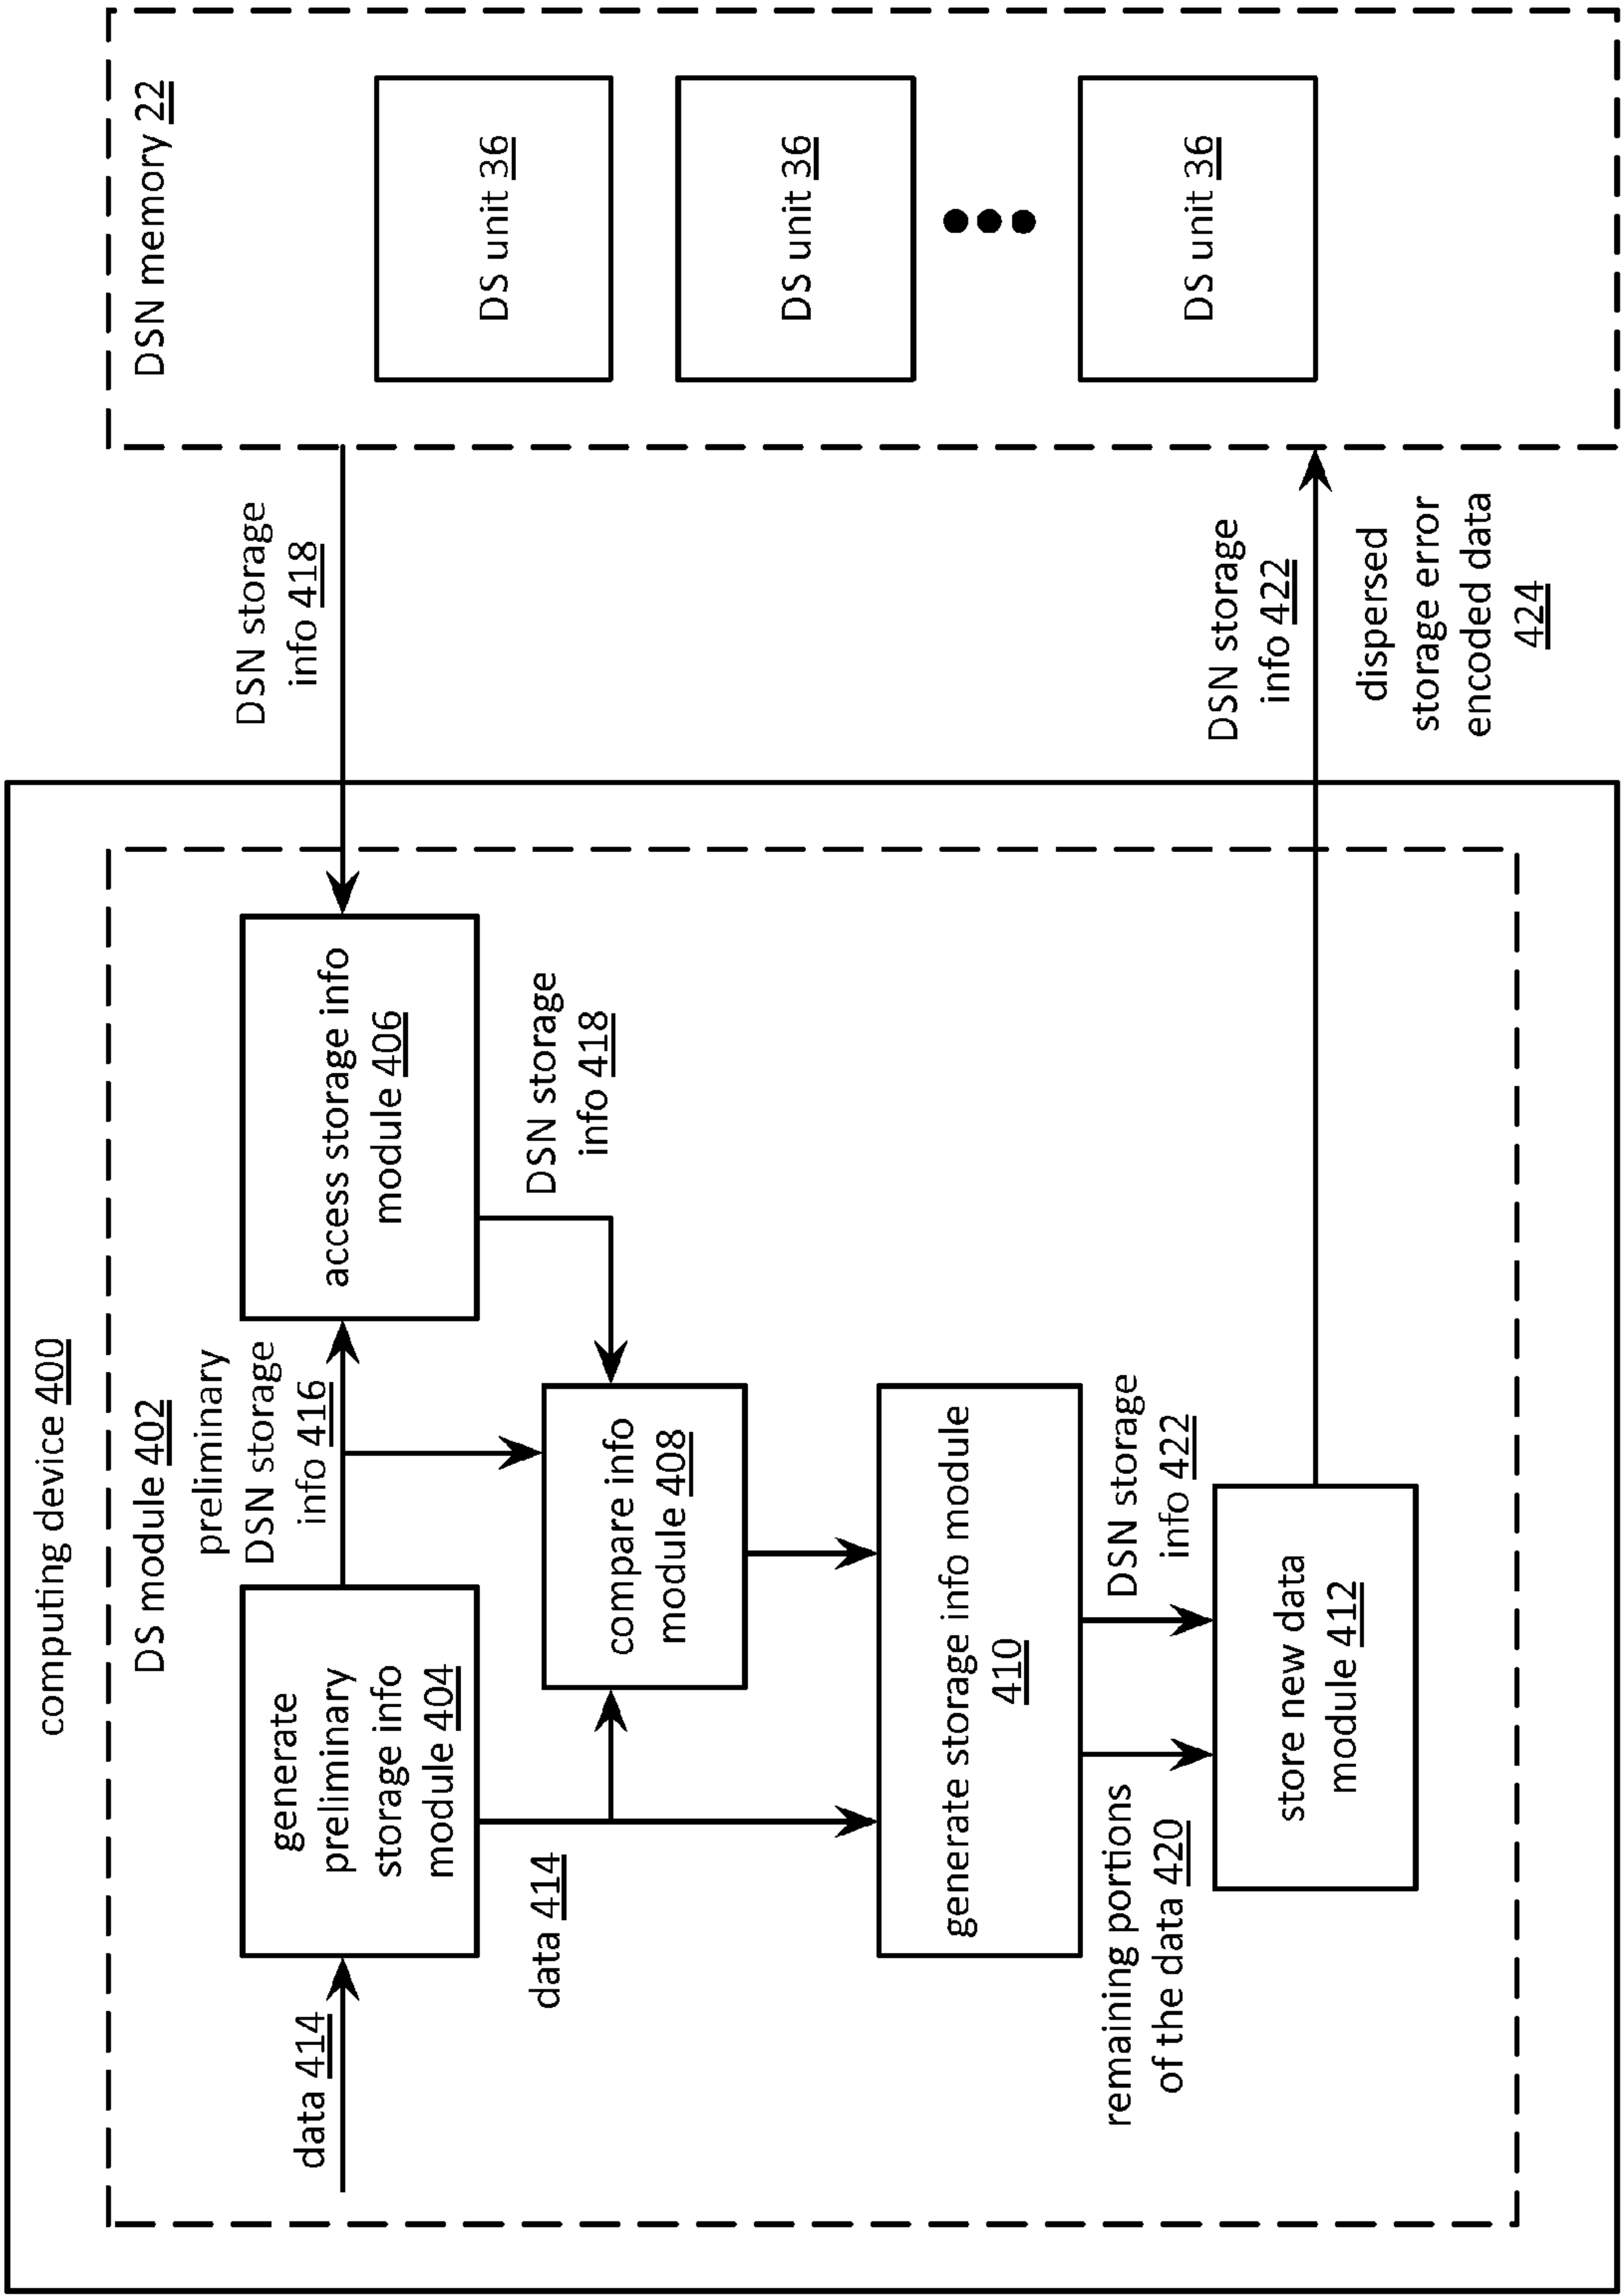 computing device 400
DS module 402
data 414
generate
preliminary
storage info
module 404
preliminary
DSN storage
info 416
access storage info
module 406
DSN storage
info 418
DSN memory 22
DS unit 36
DS unit 36
DS unit 36
data 414
compare info
module 408
DSN storage
info 418
generate storage info module
410
remaining portions
of the data 420
DSN storage
info 422
store new data
module 412
DSN storage
info 422
dispersed
storage error
encoded data
424